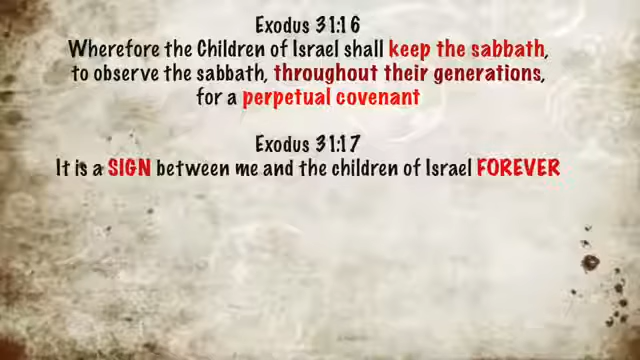 Exodus 31:16
Wherefore the Children of Israel shall keep the sabbath,
to observe the sabbath, throughout their generations,
for a perpetual covenant
Exodus 31:17
It is a SIGN between me and the children of Israel FOREVER